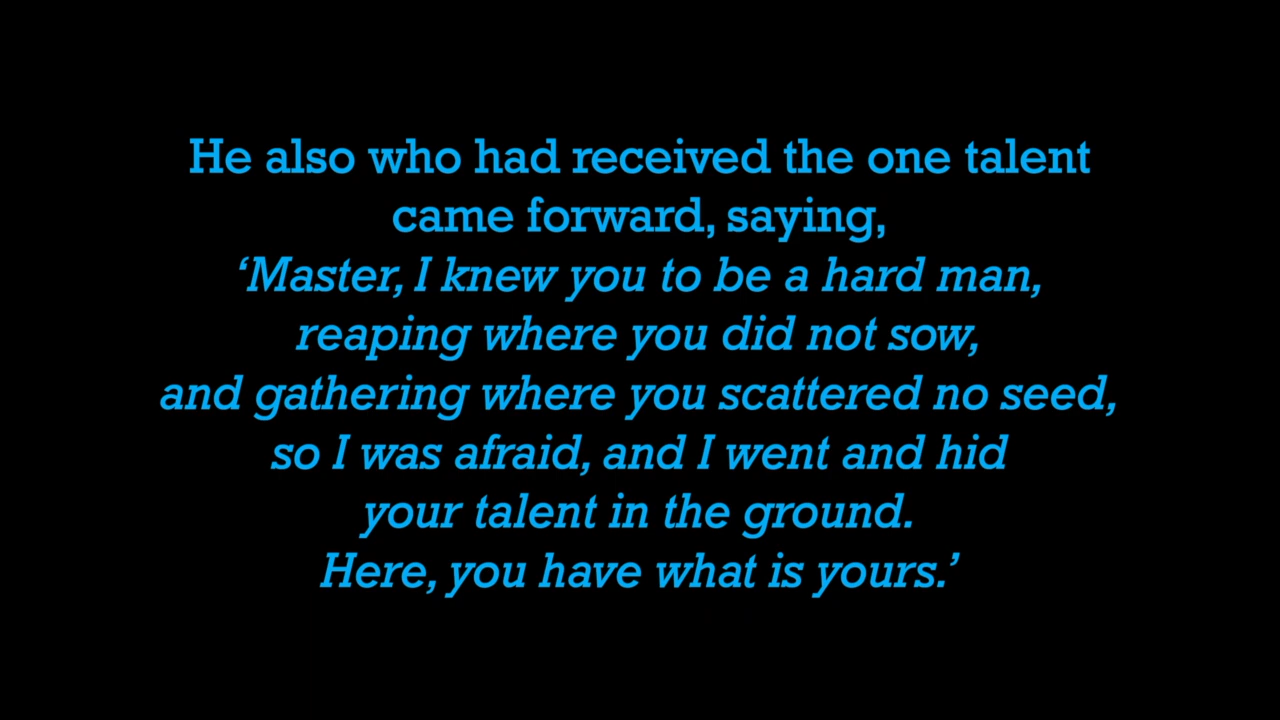 He also who had received the one talent
came forward, saying,
‘Master, I knew you to be a hard man,
reaping where you did not sow,
and gathering where you scattered no seed,
so I was afraid, and I went and hid
your talent in the ground.
Here, you have what is yours.’